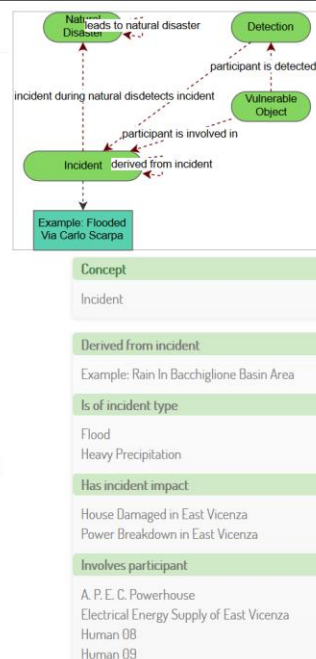 Natural
Disaster
leads to natural disaster
Detection
participant is detected
incident during natural dis
detects incident
Vulnerable
Object
participant is involved in
Incident
derived from incident
Example: Flooded
Via Carlo Scarpa
Concept
Incident
Derived from incident
Example: Rain In Bacchiglione Basin Area
Is of incident type
Flood
Heavy Precipitation
Has incident impact
House Damaged in East Vicenza
Power Breakdown in East Vicenza
Involves participant
A. P. E. C. Powerhouse
Electrical Energy Supply of East Vicenza
Human 08
Human 09